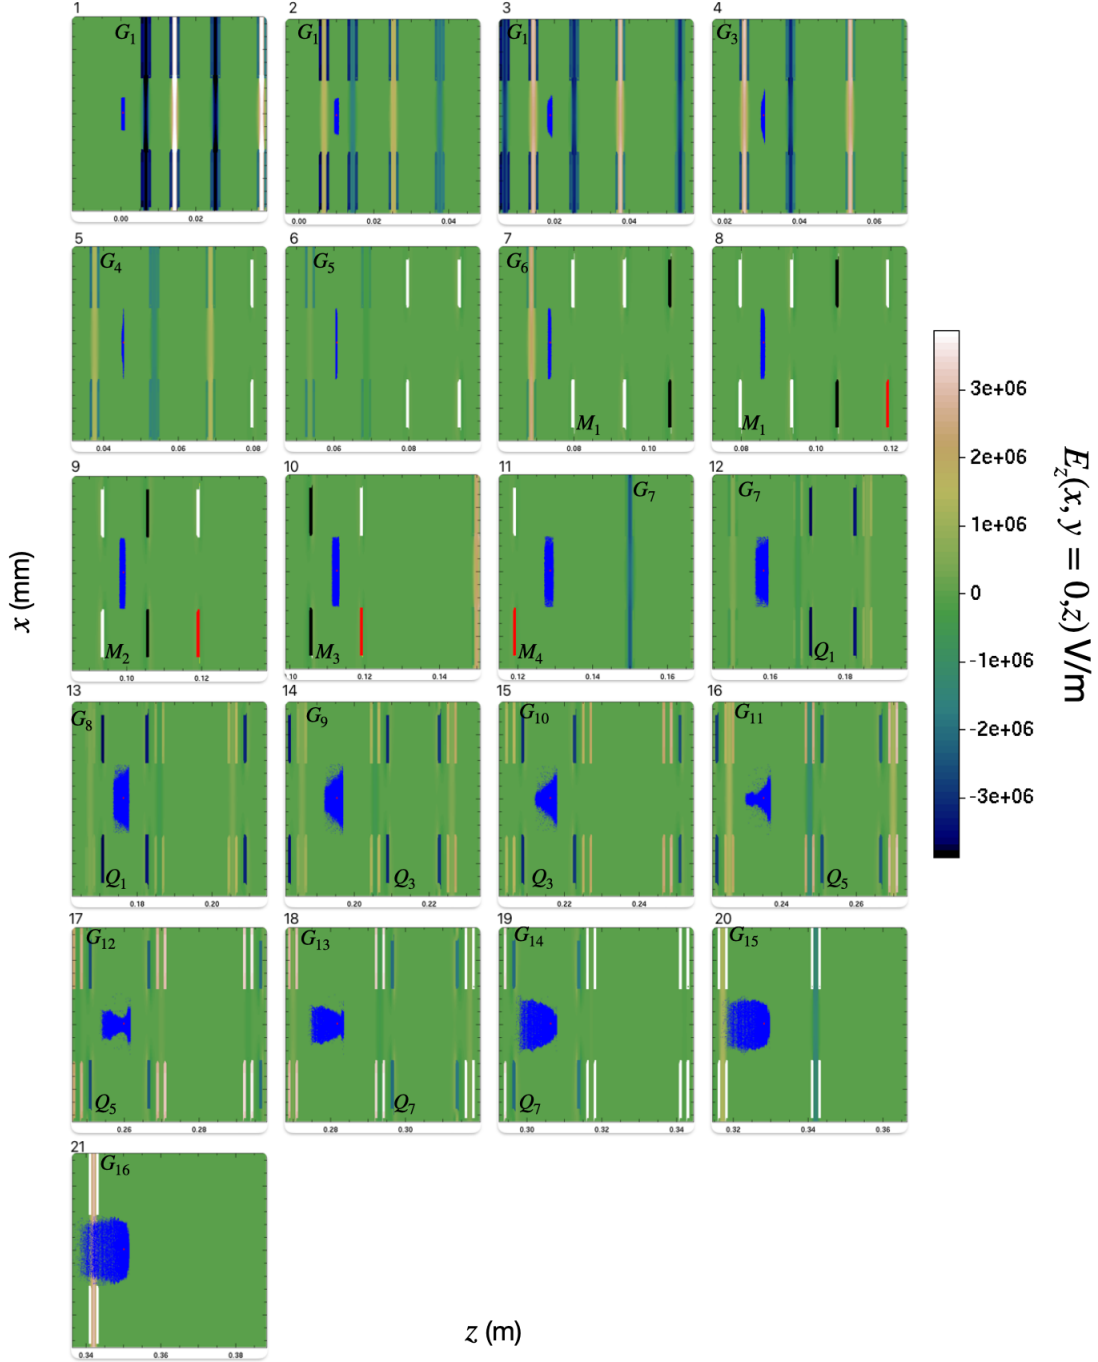 1 2 3 4
G1 G1 G1 G3
0.00 0.02 0.00 0.02 0.04 0.02 0.04 0.02 0.04 0.06
5 6 7 8
G4 G5 G6
M1 M1
0.04 0.06 0.08 0.06 0.08 0.08 0.10 0.08 0.10 0.12
9 10 11 12
G7 G7
M2 M3 M4 Q1
0.10 0.12 0.10 0.12 0.14 0.12 0.14 0.16 0.16 0.18
13 14 15 16
G8 G9 G10 G11
Q1 Q3 Q3 Q5
0.18 0.20 0.20 0.22 0.22 0.24 0.24 0.26
17 18 19 20
G12 G13 G14 G15
Q5 Q7 Q7
0.26 0.28 0.28 0.30 0.30 0.32 0.34 0.32 0.34 0.36
21
G16
0.34 0.36 0.38
x (mm)
z (m)
3e+06
2e+06
1e+06
0
-1e+06
-2e+06
-3e+06
Ez(x, y = 0,z) V/m